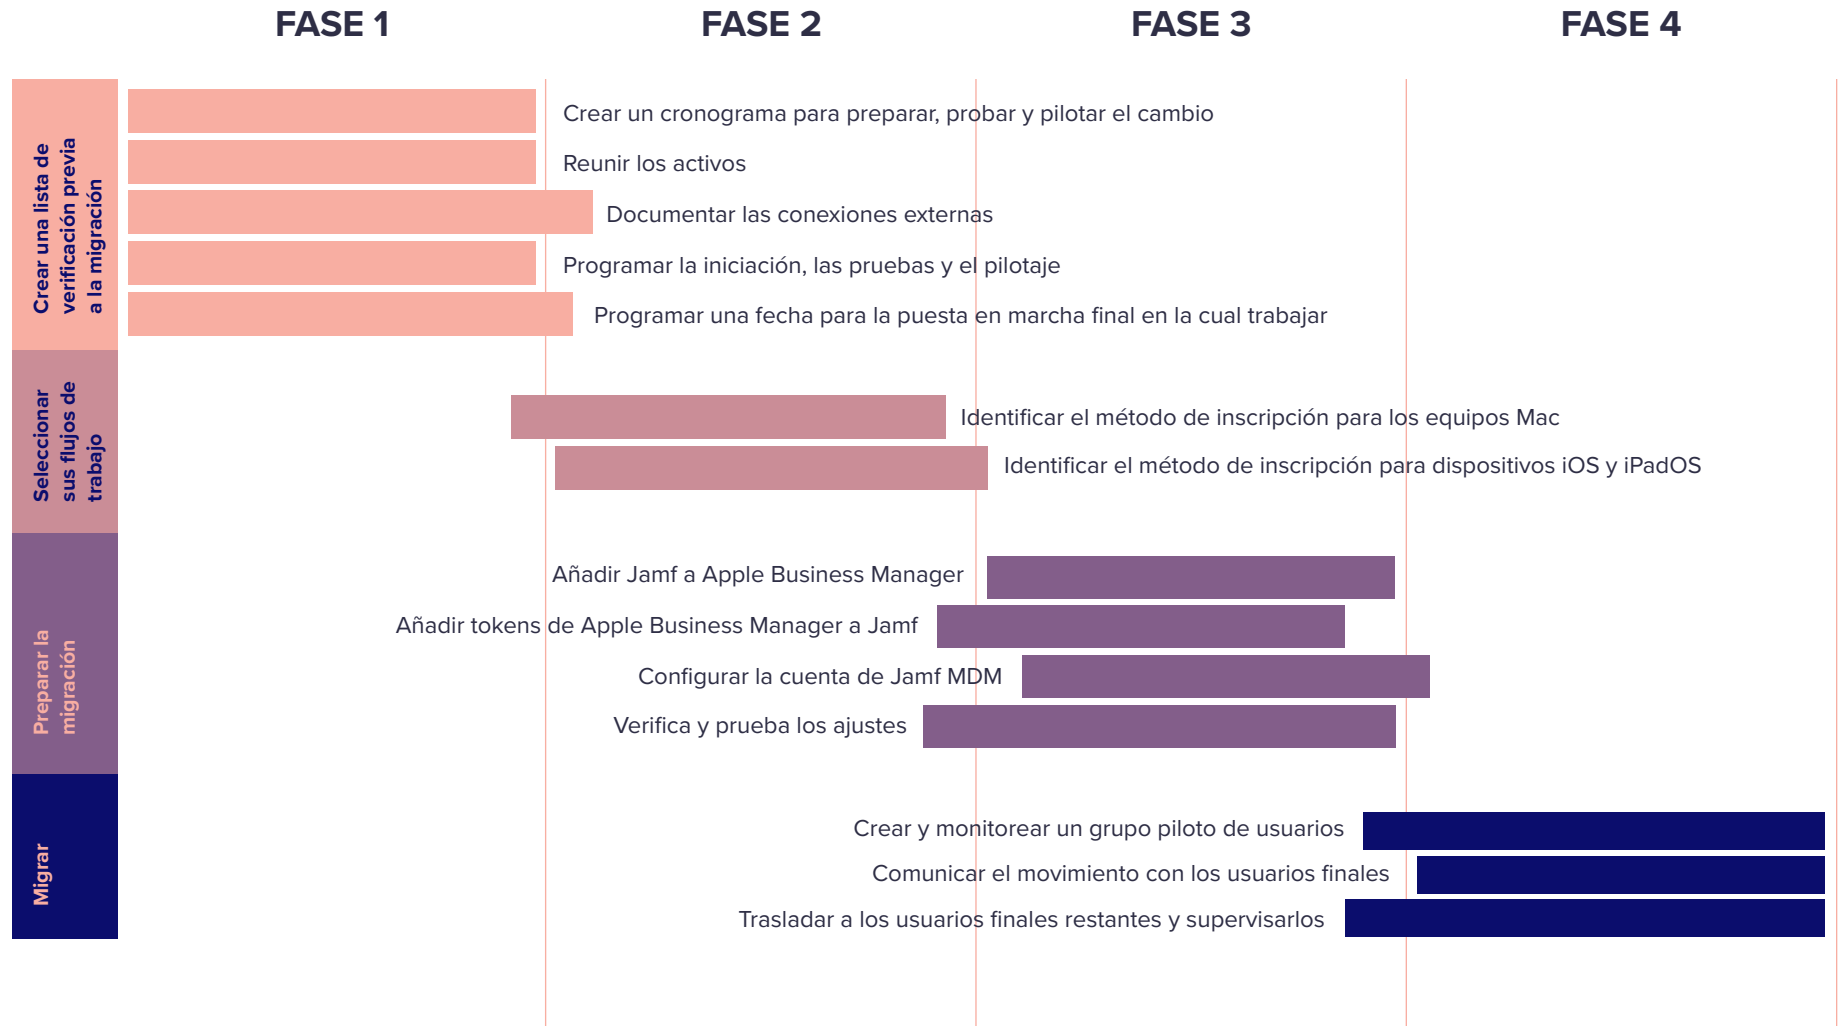 FASE 1
FASE 2
FASE 3
FASE 4
Crear una lista de
verificación previa
a la migración
Crear un cronograma para preparar, probar y pilotar el cambio
Reunir los activos
Documentar las conexiones externas
Programar la iniciación, las pruebas y el pilotaje
Programar una fecha para la puesta en marcha final en la cual trabajar
Seleccionar
sus flujos de
trabajo
Identificar el método de inscripción para los equipos Mac
Identificar el método de inscripción para dispositivos iOS y iPadOS
Preparar la
migración
Añadir Jamf a Apple Business Manager
Añadir tokens de Apple Business Manager a Jamf
Configurar la cuenta de Jamf MDM
Verifica y prueba los ajustes
Migrar
Crear y monitorear un grupo piloto de usuarios
Comunicar el movimiento con los usuarios finales
Trasladar a los usuarios finales restantes y supervisarlos